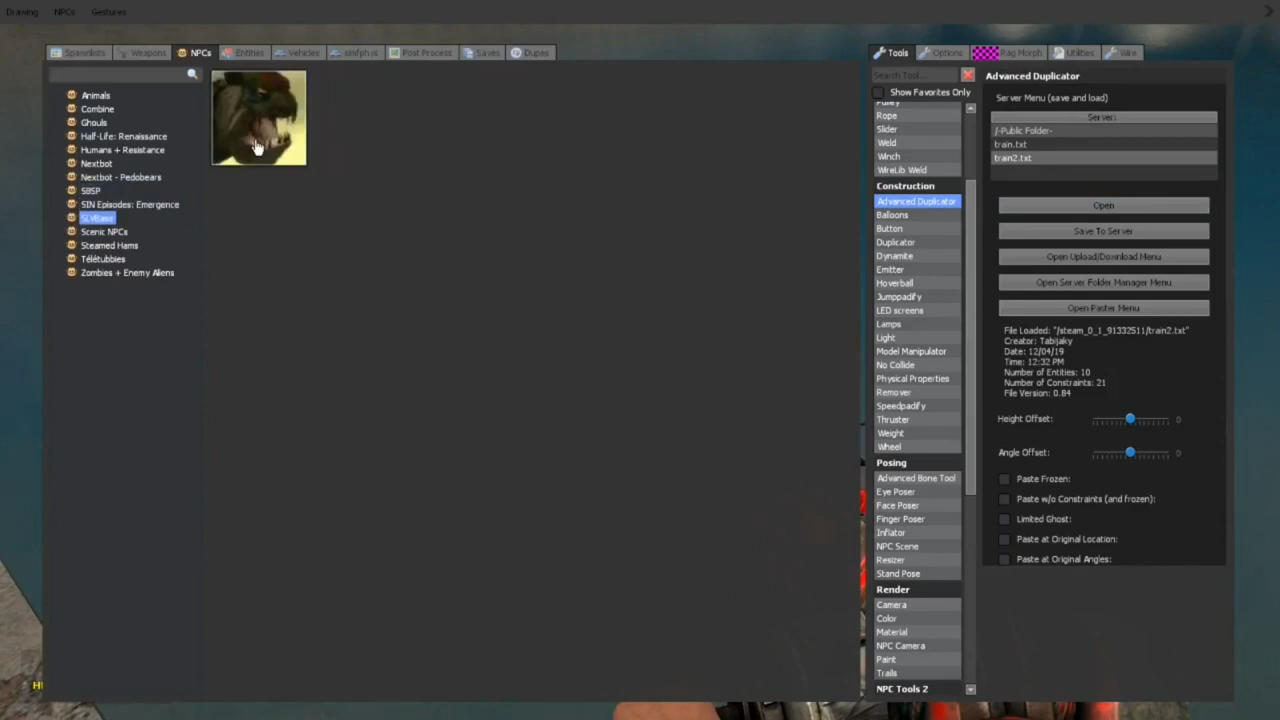 Drawing NPCs Gestures
Spawnlists Weapons NPCs Entities Vehicles simfphys Post Process Saves Dupes
Animals
Combine
Ghouls
Half-Life: Renaissance
Humans + Resistance
Nextbot
Nextbot - Pedobears
SBSP
SIN Episodes: Emergence
SLVBase
Scenic NPCs
Steamed Hams
Télétubbies
Zombies + Enemy Aliens
Tools Options Rag Morph Utilities Wire
Search Tool...
Show Favorites Only
Pulley
Rope
Slider
Weld
Winch
WireLib Weld
Construction
Advanced Duplicator
Balloons
Button
Duplicator
Dynamite
Emitter
Hoverball
Jumppadify
LED screens
Lamps
Light
Model Manipulator
No Collide
Physical Properties
Remover
Speedpadify
Thruster
Weight
Wheel
Posing
Advanced Bone Tool
Eye Poser
Face Poser
Finger Poser
Inflator
NPC Scene
Resizer
Stand Pose
Render
Camera
Color
Material
NPC Camera
Paint
Trails
NPC Tools 2
Advanced Duplicator
Server Menu (save and load)
Server:
/-Public Folder-
train.txt
train2.txt
Open
Save To Server
Open Upload/Download Menu
Open Server Folder Manager Menu
Open Paster Menu
File Loaded: "/steam_0_1_91332511/train2.txt"
Creator: Tabijaky
Date: 12/04/19
Time: 12:32 PM
Number of Entities: 10
Number of Constraints: 21
File Version: 0.84
Height Offset: 0
Angle Offset: 0
Paste Frozen:
Paste w/o Constraints (and frozen):
Limited Ghost:
Paste at Original Location:
Paste at Original Angles: